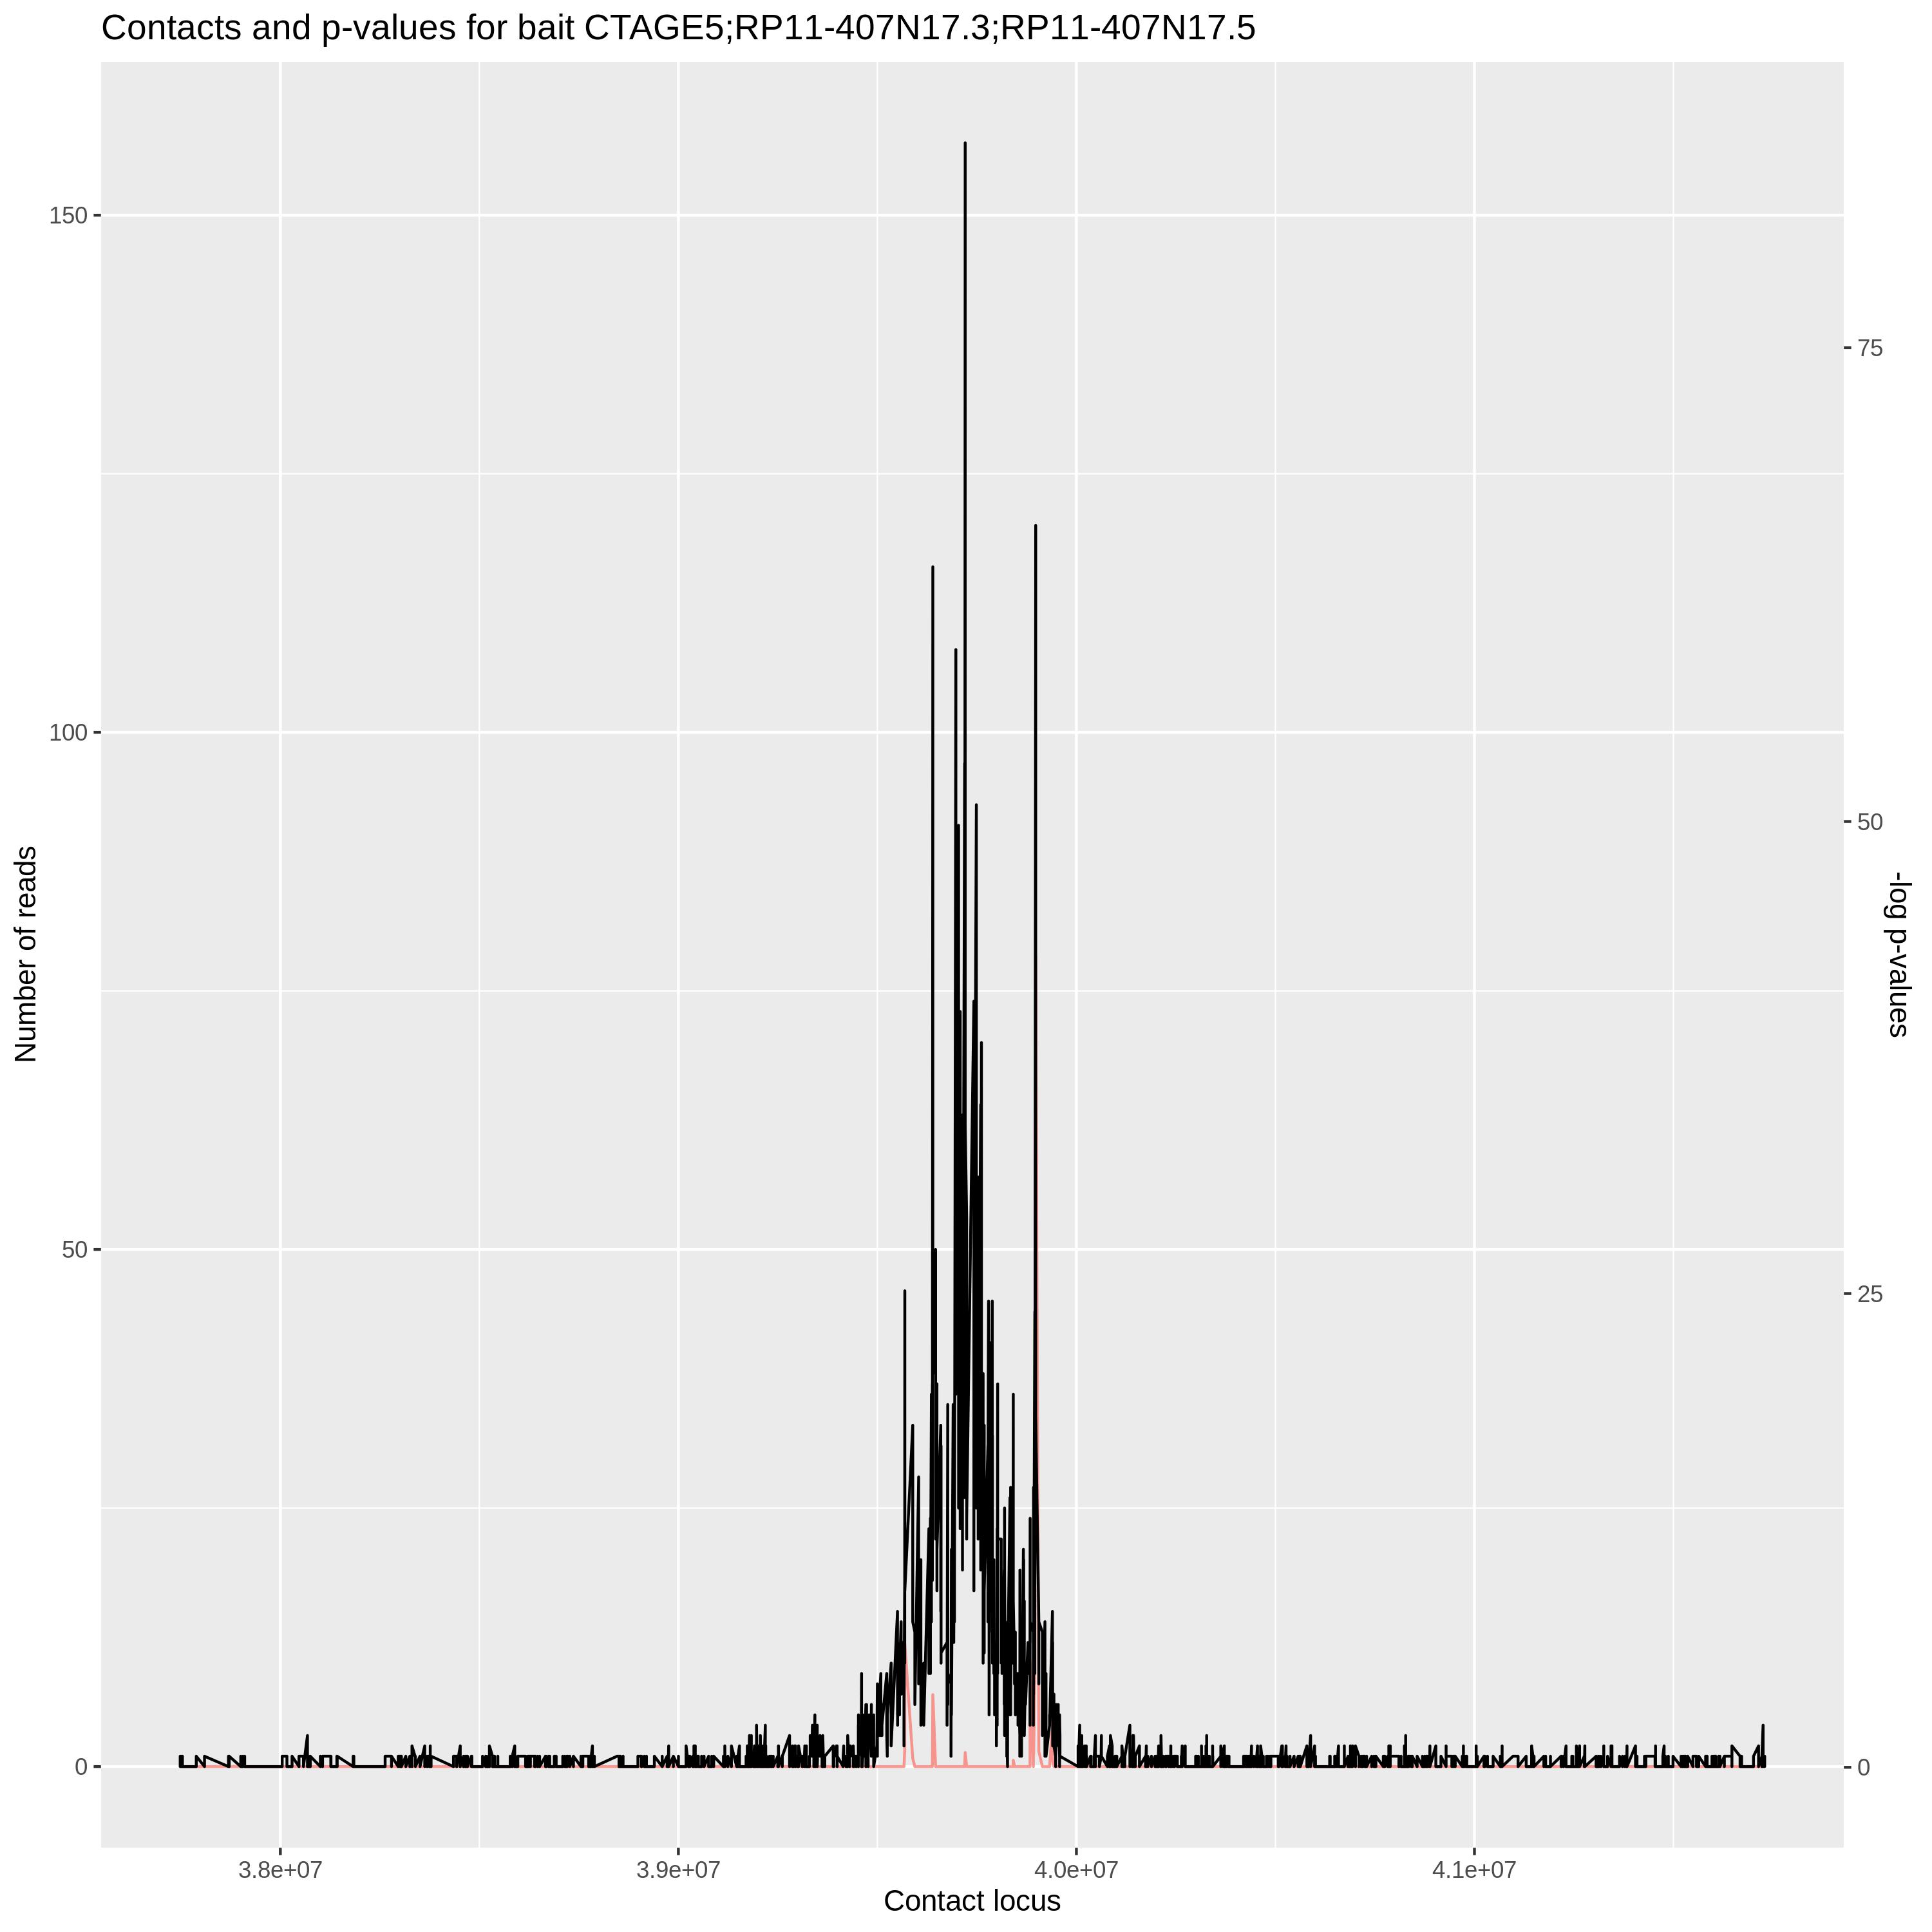 Contacts and p-values for bait CTAGE5;RP11-407N17.3;RP11-407N17.5
150
100
50
0
Number of reads
75
50
25
0
-log p-values
3.8e+07
3.9e+07
4.0e+07
4.1e+07
Contact locus